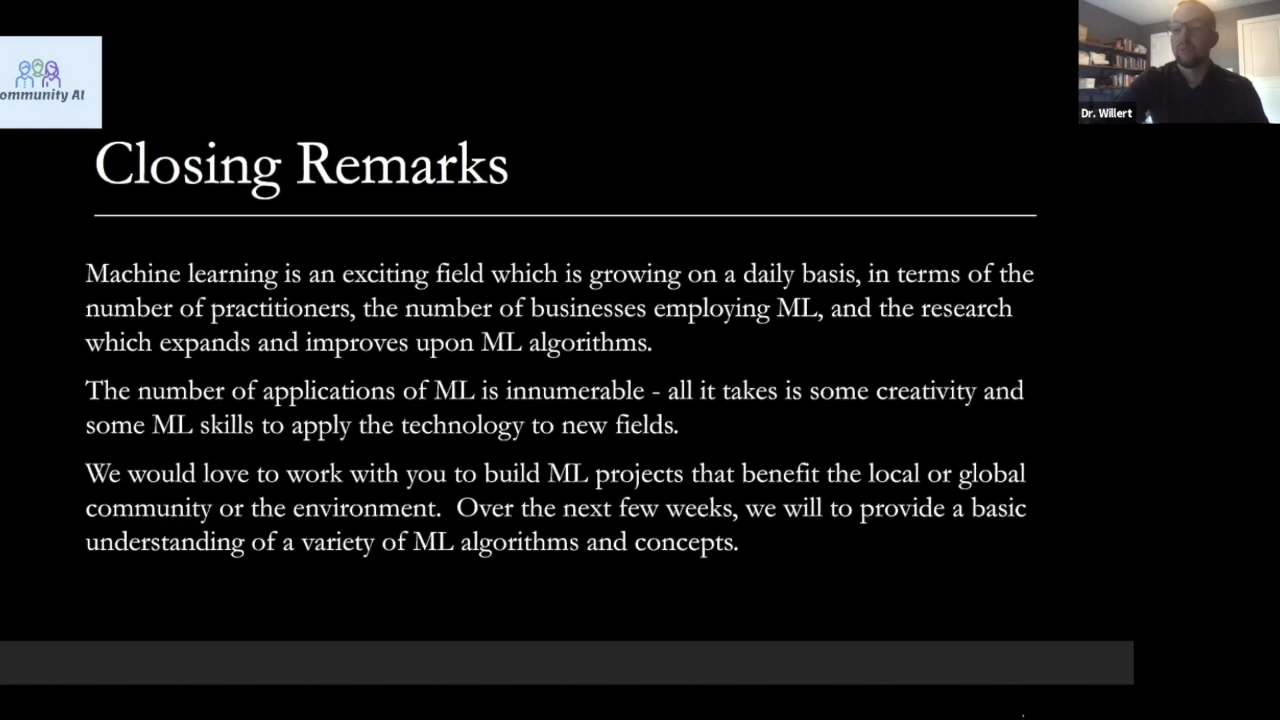 ommunity AI
Dr. Willert
Closing Remarks
Machine learning is an exciting field which is growing on a daily basis, in terms of the
number of practitioners, the number of businesses employing ML, and the research
which expands and improves upon ML algorithms.
The number of applications of ML is innumerable - all it takes is some creativity and
some ML skills to apply the technology to new fields.
We would love to work with you to build ML projects that benefit the local or global
community or the environment.  Over the next few weeks, we will to provide a basic
understanding of a variety of ML algorithms and concepts.